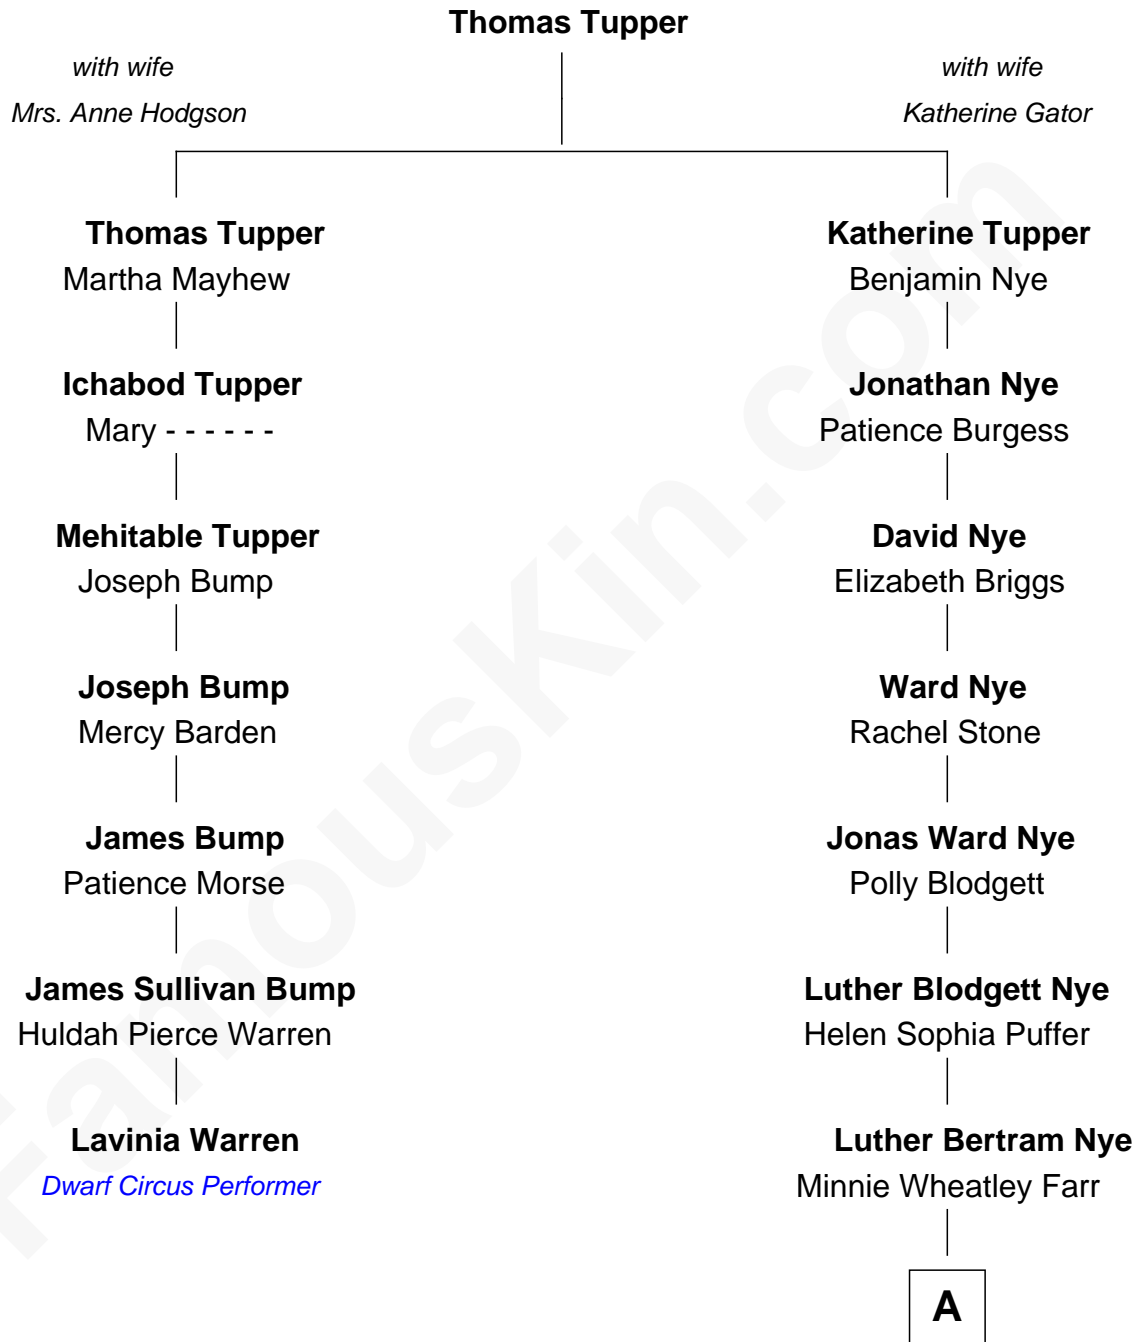 Thomas Tupper
with wife
Mrs. Anne Hodgson
with wife
Katherine Gator
Thomas Tupper
Martha Mayhew
Katherine Tupper
Benjamin Nye
Ichabod Tupper
Mary - - - - - -
Jonathan Nye
Patience Burgess
Mehitable Tupper
Joseph Bump
David Nye
Elizabeth Briggs
Joseph Bump
Mercy Barden
Ward Nye
Rachel Stone
James Bump
Patience Morse
Jonas Ward Nye
Polly Blodgett
James Sullivan Bump
Huldah Pierce Warren
Luther Blodgett Nye
Helen Sophia Puffer
Lavinia Warren
Dwarf Circus Performer
Luther Bertram Nye
Minnie Wheatley Farr
A
FamousKin.com